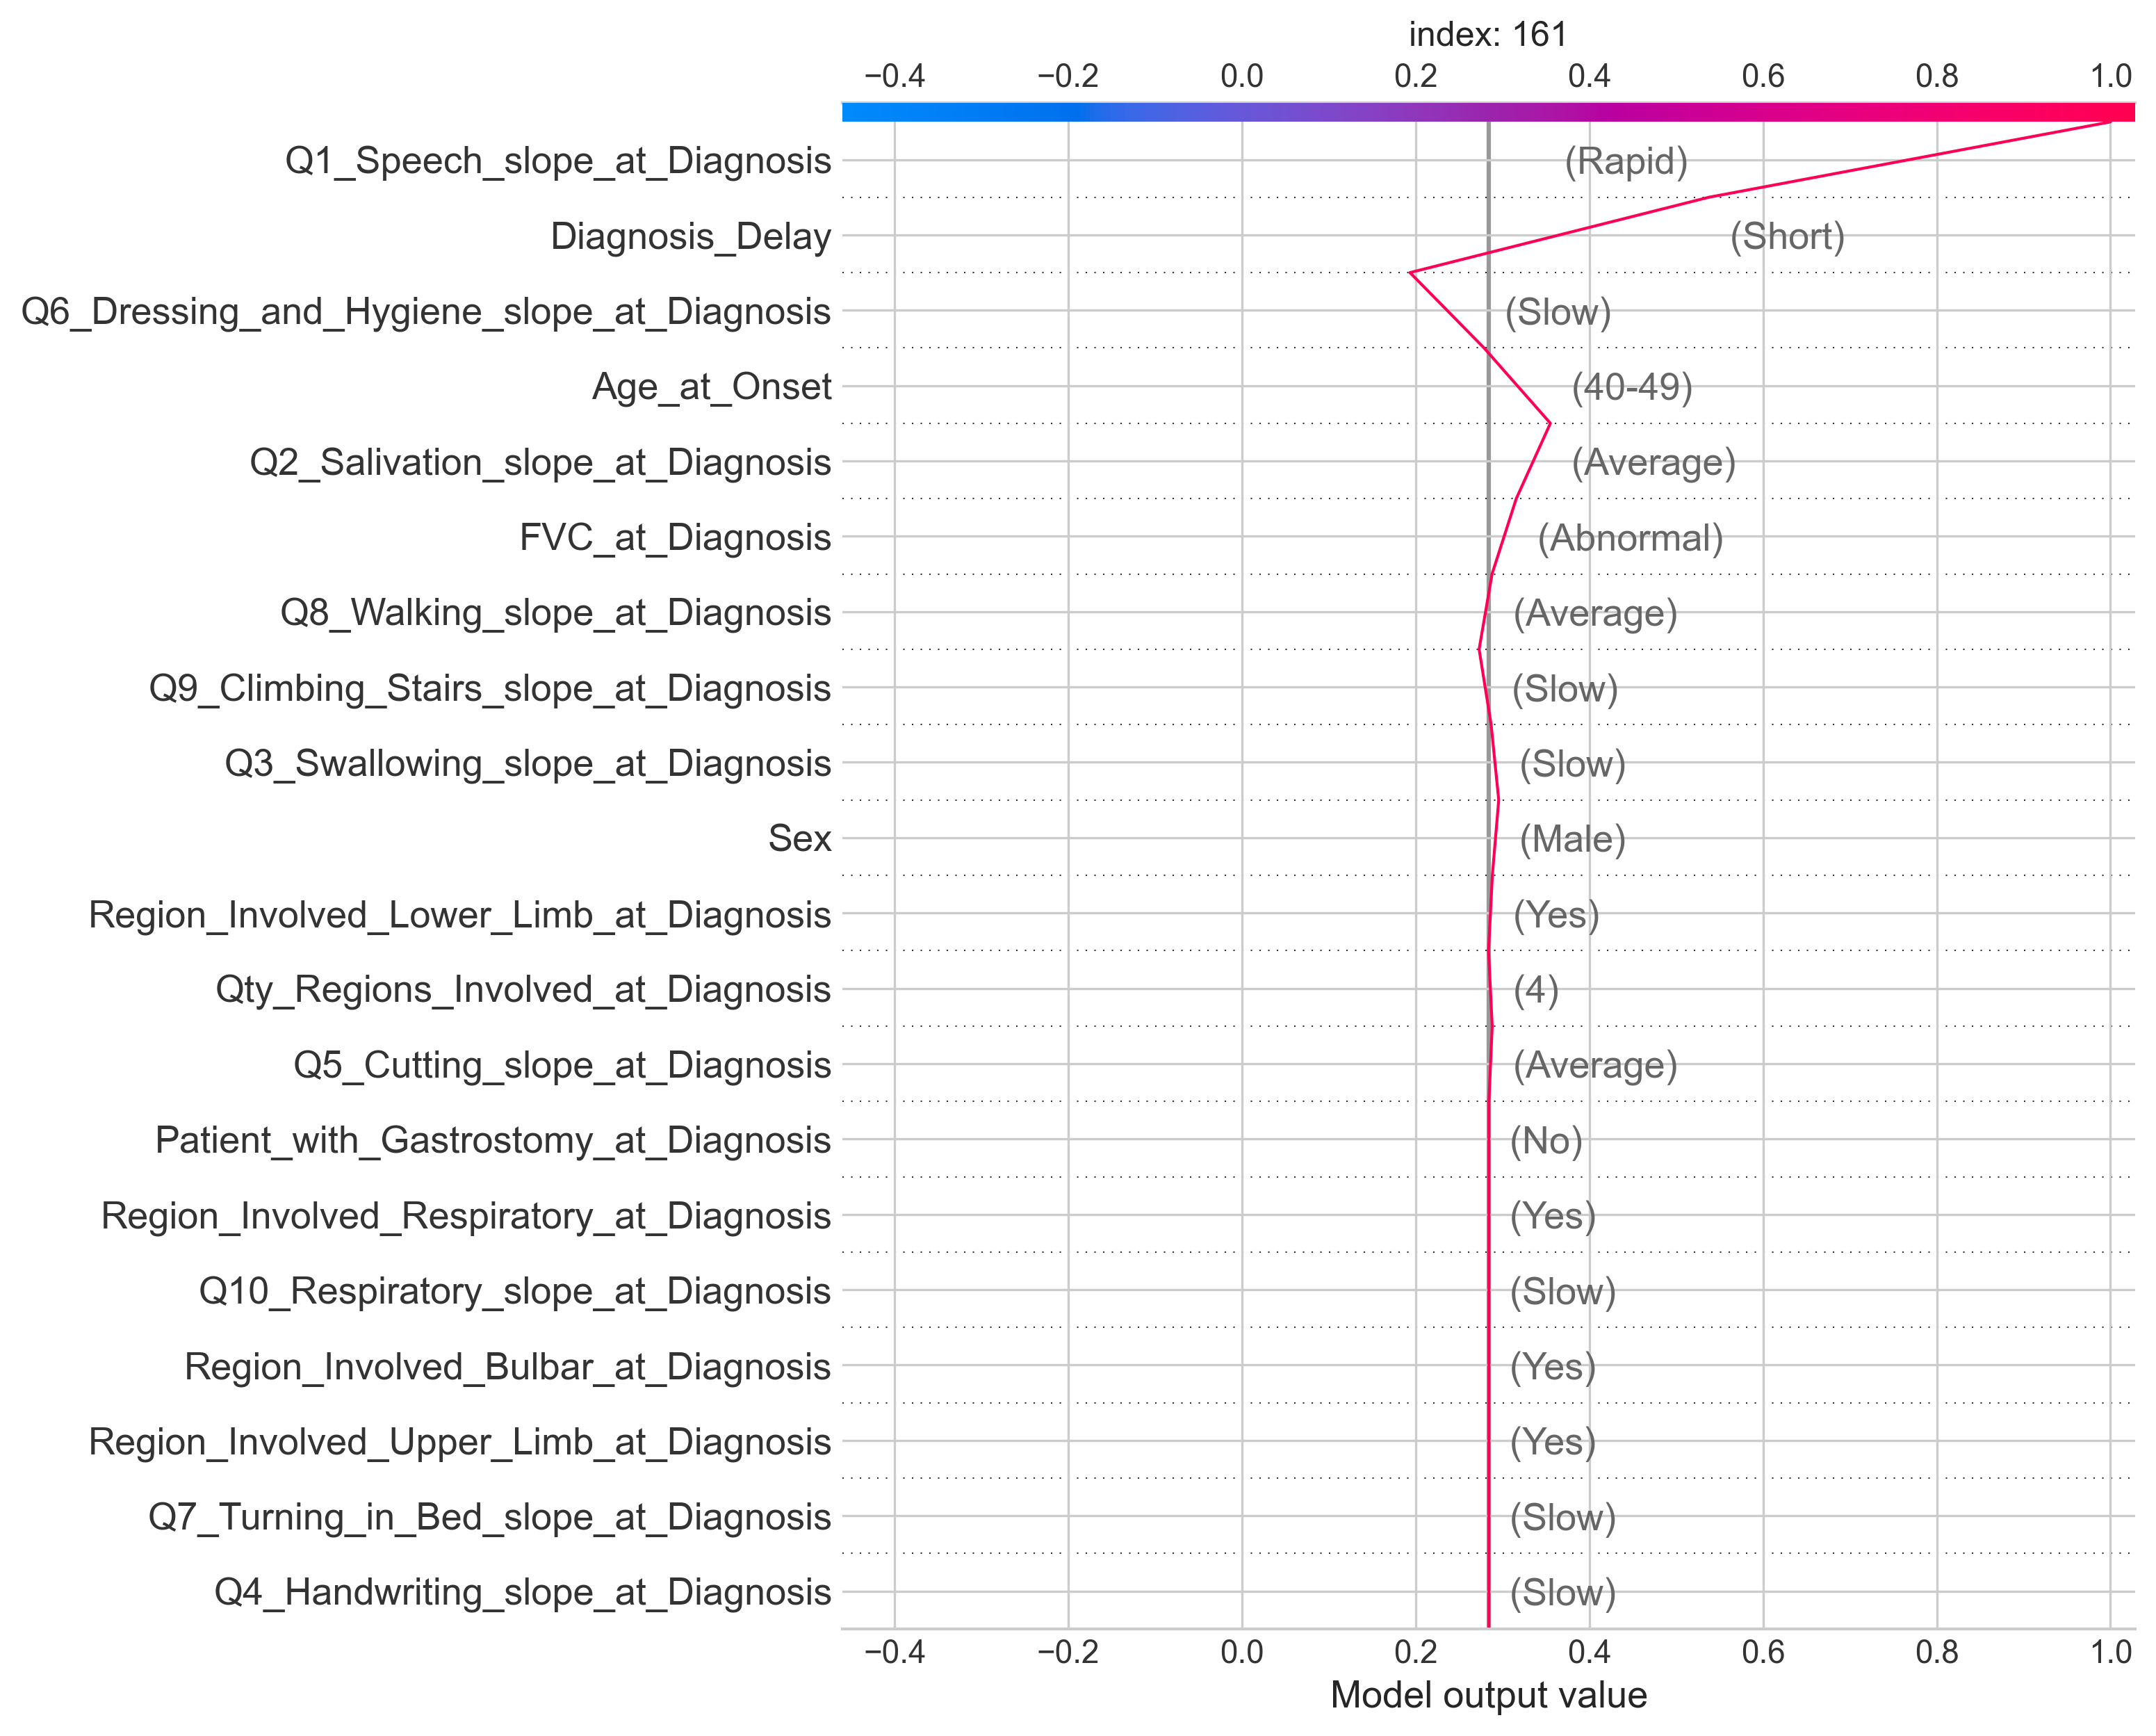 index: 161
−0.4 −0.2 0.0 0.2 0.4 0.6 0.8 1.0
Q1_Speech_slope_at_Diagnosis (Rapid)
Diagnosis_Delay (Short)
Q6_Dressing_and_Hygiene_slope_at_Diagnosis (Slow)
Age_at_Onset (40-49)
Q2_Salivation_slope_at_Diagnosis (Average)
FVC_at_Diagnosis (Abnormal)
Q8_Walking_slope_at_Diagnosis (Average)
Q9_Climbing_Stairs_slope_at_Diagnosis (Slow)
Q3_Swallowing_slope_at_Diagnosis (Slow)
Sex (Male)
Region_Involved_Lower_Limb_at_Diagnosis (Yes)
Qty_Regions_Involved_at_Diagnosis (4)
Q5_Cutting_slope_at_Diagnosis (Average)
Patient_with_Gastrostomy_at_Diagnosis (No)
Region_Involved_Respiratory_at_Diagnosis (Yes)
Q10_Respiratory_slope_at_Diagnosis (Slow)
Region_Involved_Bulbar_at_Diagnosis (Yes)
Region_Involved_Upper_Limb_at_Diagnosis (Yes)
Q7_Turning_in_Bed_slope_at_Diagnosis (Slow)
Q4_Handwriting_slope_at_Diagnosis (Slow)
−0.4 −0.2 0.0 0.2 0.4 0.6 0.8 1.0
Model output value